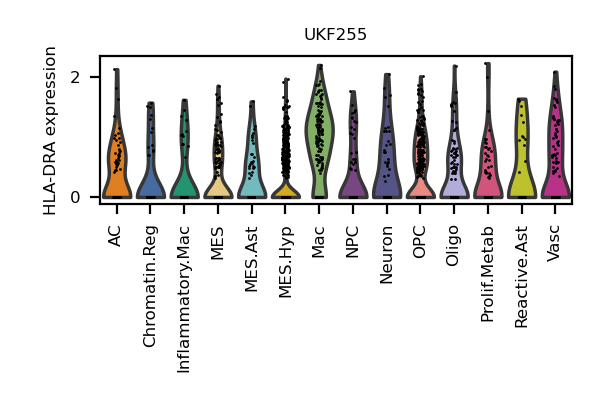 UKF255
HLA-DRA expression
2
0
AC
Chromatin.Reg
Inflammatory.Mac
MES
MES.Ast
MES.Hyp
Mac
NPC
Neuron
OPC
Oligo
Prolif.Metab
Reactive.Ast
Vasc